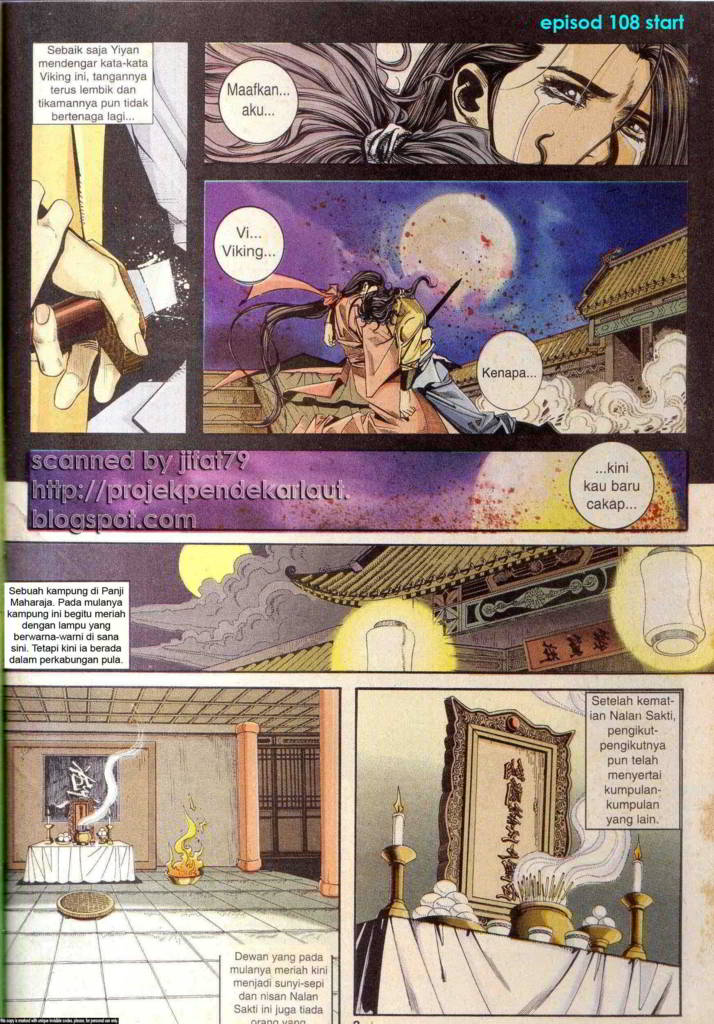 episod 108 start
Sebaik saja Yiyan
mendengar kata-kata
Viking ini, tangannya
terus lembik dan
tikamannya pun tidak
bertenaga lagi...
Maafkan...
aku...
Vi...
Viking...
Kenapa...
...kini
kau baru
cakap...
scanned by jifat79
http://projekpendekarlaut.
blogspot.com
Sebuah kampung di Panji
Maharaja. Pada mulanya
kampung ini begitu meriah
dengan lampu yang
berwarna-warni di sana
sini. Tetapi kini ia berada
dalam perkabungan pula.
Setelah kemat-
ian Nalan Sakti,
pengikut-
pengikutnya
pun telah
menyertai
kumpulan-
kumpulan
yang lain.
Dewan yang pada
mulanya meriah kini
menjadi sunyi-sepi
dan nisan Nalan
Sakti ini juga tiada
orang yang